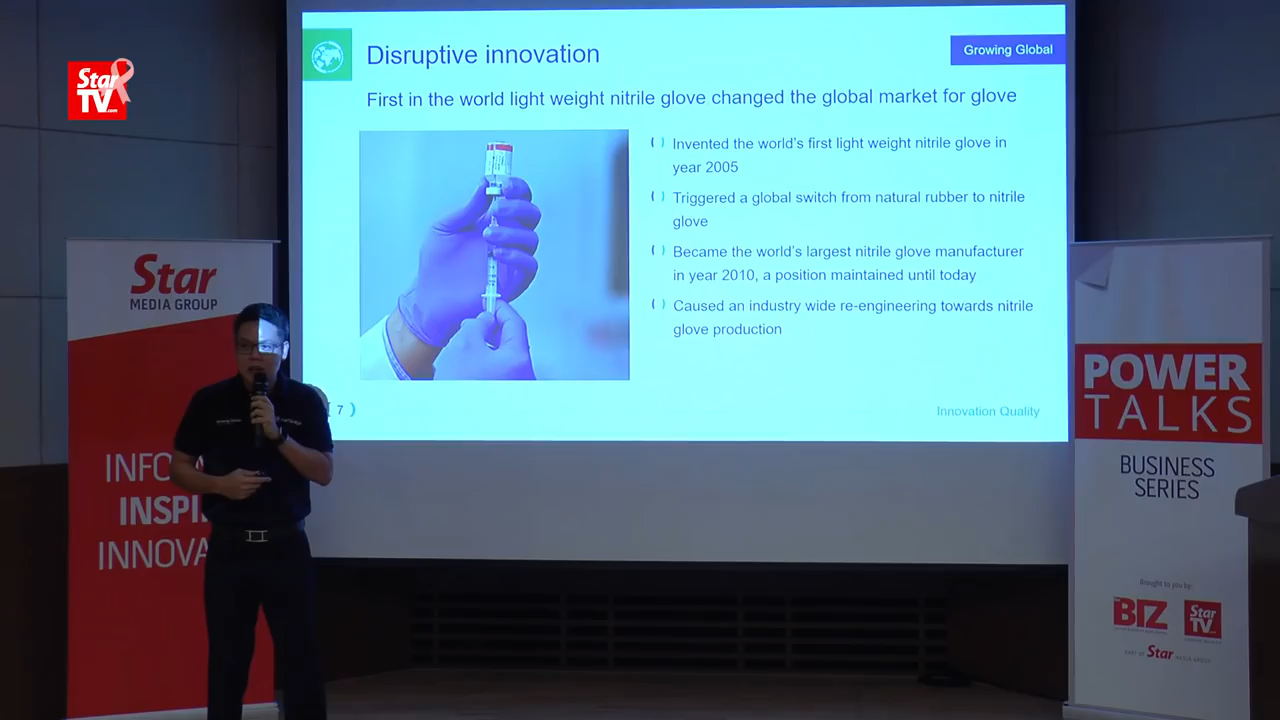 Star
TV.com
Disruptive innovation
Growing Global
First in the world light weight nitrile glove changed the global market for glove
Invented the world's first light weight nitrile glove in
year 2005
Triggered a global switch from natural rubber to nitrile
glove
Became the world's largest nitrile glove manufacturer
in year 2010, a position maintained until today
Caused an industry wide re-engineering towards nitrile
glove production
7
Innovation Quality
Star
MEDIA GROUP
INFO
INSPI
INNOVA
POWER
TALKS
BUSINESS
SERIES
Brought to you by:
BIZ
Star
TV
PART OF Star MEDIA GROUP